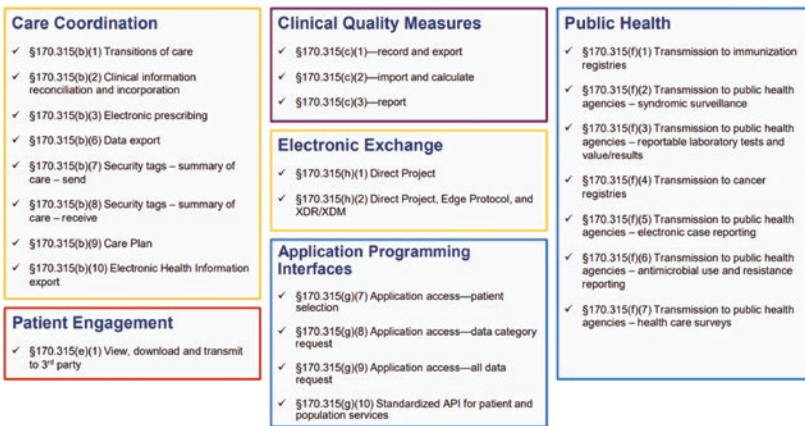 Care Coordination
✓ §170.315(b)(1) Transitions of care
✓ §170.315(b)(2) Clinical information
reconciliation and incorporation
✓ §170.315(b)(3) Electronic prescribing
✓ §170.315(b)(6) Data export
✓ §170.315(b)(7) Security tags – summary of
care – send
✓ §170.315(b)(8) Security tags – summary of
care – receive
✓ §170.315(b)(9) Care Plan
✓ §170.315(b)(10) Electronic Health Information
export
Patient Engagement
✓ §170.315(e)(1) View, download and transmit
to 3rd party
Clinical Quality Measures
✓ §170.315(c)(1)—record and export
✓ §170.315(c)(2)—import and calculate
✓ §170.315(c)(3)—report
Electronic Exchange
✓ §170.315(h)(1) Direct Project
✓ §170.315(h)(2) Direct Project, Edge Protocol, and
XDR/XDM
Application Programming
Interfaces
✓ §170.315(g)(7) Application access—patient
selection
✓ §170.315(g)(8) Application access—data category
request
✓ §170.315(g)(9) Application access—all data
request
✓ §170.315(g)(10) Standardized API for patient and
population services
Public Health
✓ §170.315(f)(1) Transmission to immunization
registries
✓ §170.315(f)(2) Transmission to public health
agencies – syndromic surveillance
✓ §170.315(f)(3) Transmission to public health
agencies – reportable laboratory tests and
value/results
✓ §170.315(f)(4) Transmission to cancer
registries
✓ §170.315(f)(5) Transmission to public health
agencies – electronic case reporting
✓ §170.315(f)(6) Transmission to public health
agencies – antimicrobial use and resistance
reporting
✓ §170.315(f)(7) Transmission to public health
agencies – health care surveys